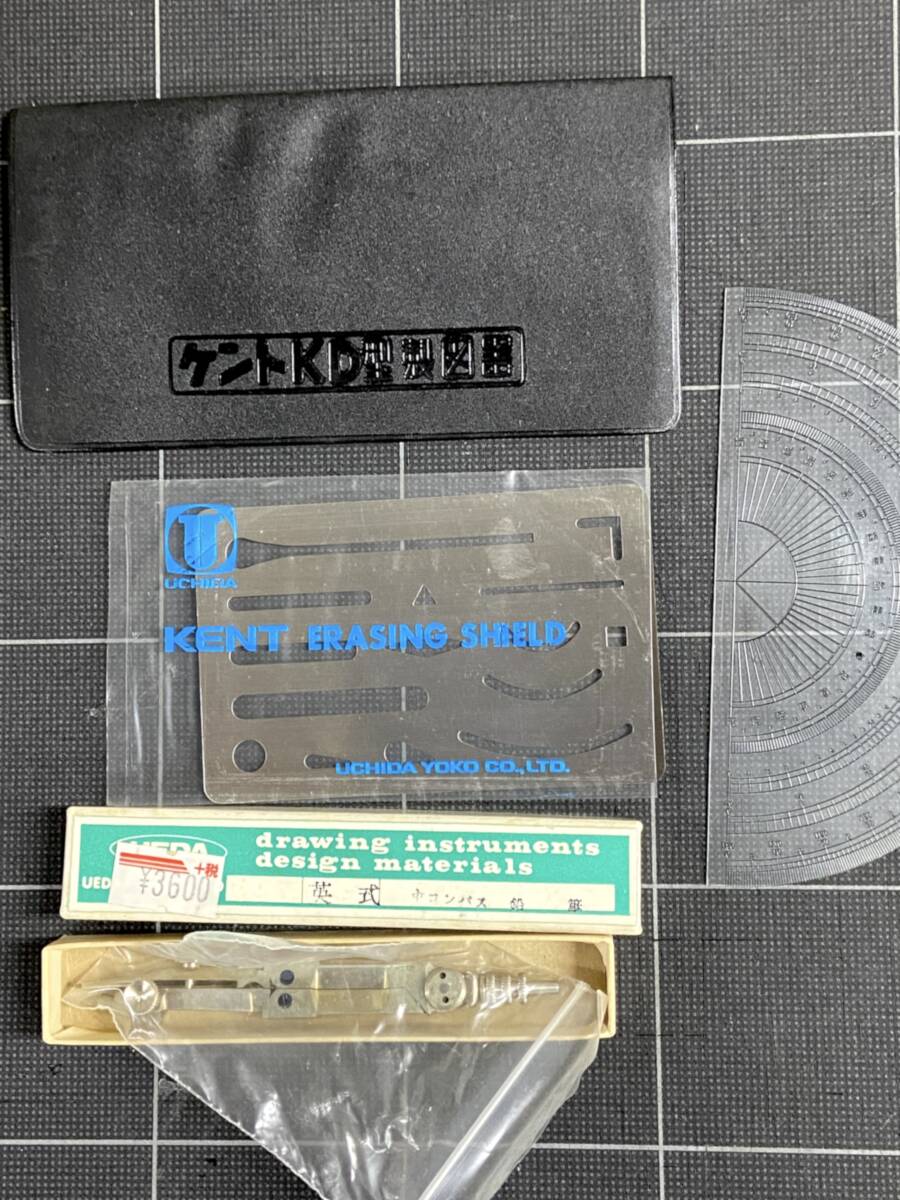 ケントKD型製図器
U
UCHIDA
KENT ERASING SHIELD
UCHIDA YOKO CO., LTD.
drawing instruments
design materials
+税
¥3600
英式 中コンパス 鉛筆